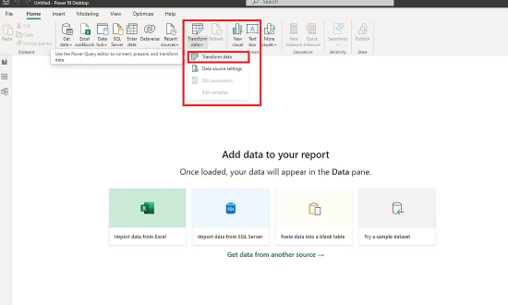 Untitled - Power BI Desktop
Search
File Home Insert Modeling View Optimize Help
Paste
Cut
Copy
Format painter
Get data
Excel workbook
Data hub
SQL Server
Enter data
Dataverse
Recent sources
Transform data
Refresh
New visual
Text box
More visuals
New measure
Quick measure
Sensitivity
Publish
Clipboard
Calculations
Sensitivity
Share
Use the Power Query editor to connect, prepare, and transform
data.
Transform data
Data source settings
Edit parameters
Edit variables
Add data to your report
Once loaded, your data will appear in the Data pane.
Import data from Excel
Import data from SQL Server
Paste data into a blank table
Try a sample dataset
Get data from another source →